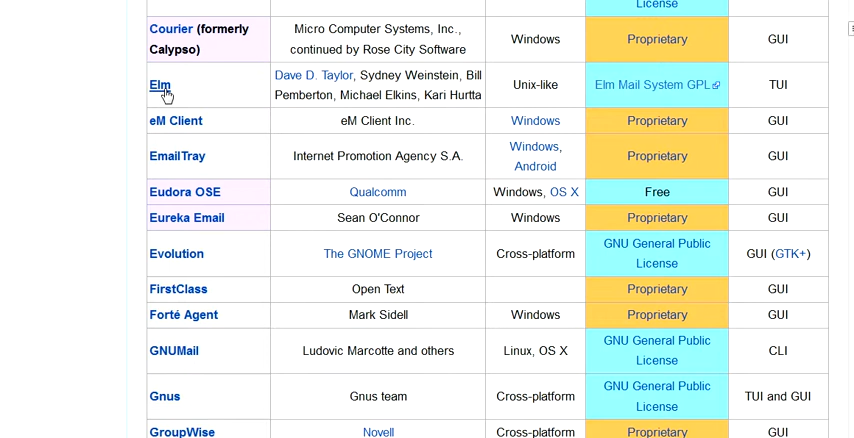 License
Courier (formerly Calypso) Micro Computer Systems, Inc., continued by Rose City Software Windows Proprietary GUI
Elm Dave D. Taylor, Sydney Weinstein, Bill Pemberton, Michael Elkins, Kari Hurtta Unix-like Elm Mail System GPL TUI
eM Client eM Client Inc. Windows Proprietary GUI
EmailTray Internet Promotion Agency S.A. Windows, Android Proprietary GUI
Eudora OSE Qualcomm Windows, OS X Free GUI
Eureka Email Sean O'Connor Windows Proprietary GUI
Evolution The GNOME Project Cross-platform GNU General Public License GUI (GTK+)
FirstClass Open Text Proprietary GUI
Forté Agent Mark Sidell Windows Proprietary GUI
GNUMail Ludovic Marcotte and others Linux, OS X GNU General Public License CLI
Gnus Gnus team Cross-platform GNU General Public License TUI and GUI
GroupWise Novell Cross-platform Proprietary GUI